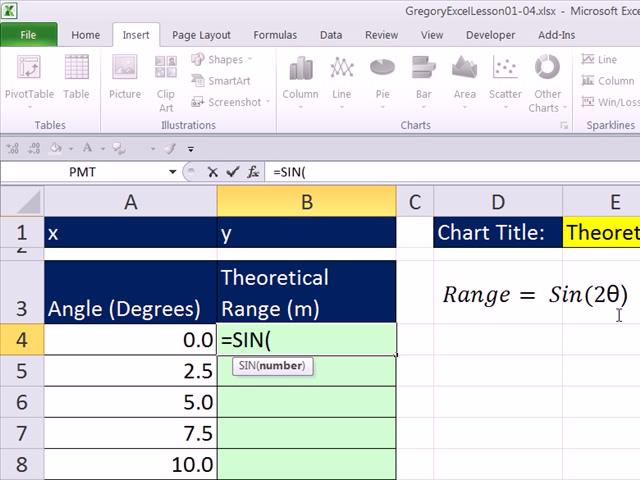 GregoryExcelLesson01-04.xlsx - Microsoft Exce
File Home Insert Page Layout Formulas Data Review View Developer Add-Ins
PivotTable Table Picture Clip Art Shapes SmartArt Screenshot Column Line Pie Bar Area Scatter Other Charts Line Column Win/Loss
Tables Illustrations Charts Sparklines
PMT fx =SIN(
A B C D E
1 x y Chart Title: Theoret
2
3 Angle (Degrees) Theoretical Range (m) Range = Sin(2θ)
4 0.0 =SIN(
SIN(number)
5 2.5
6 5.0
7 7.5
8 10.0